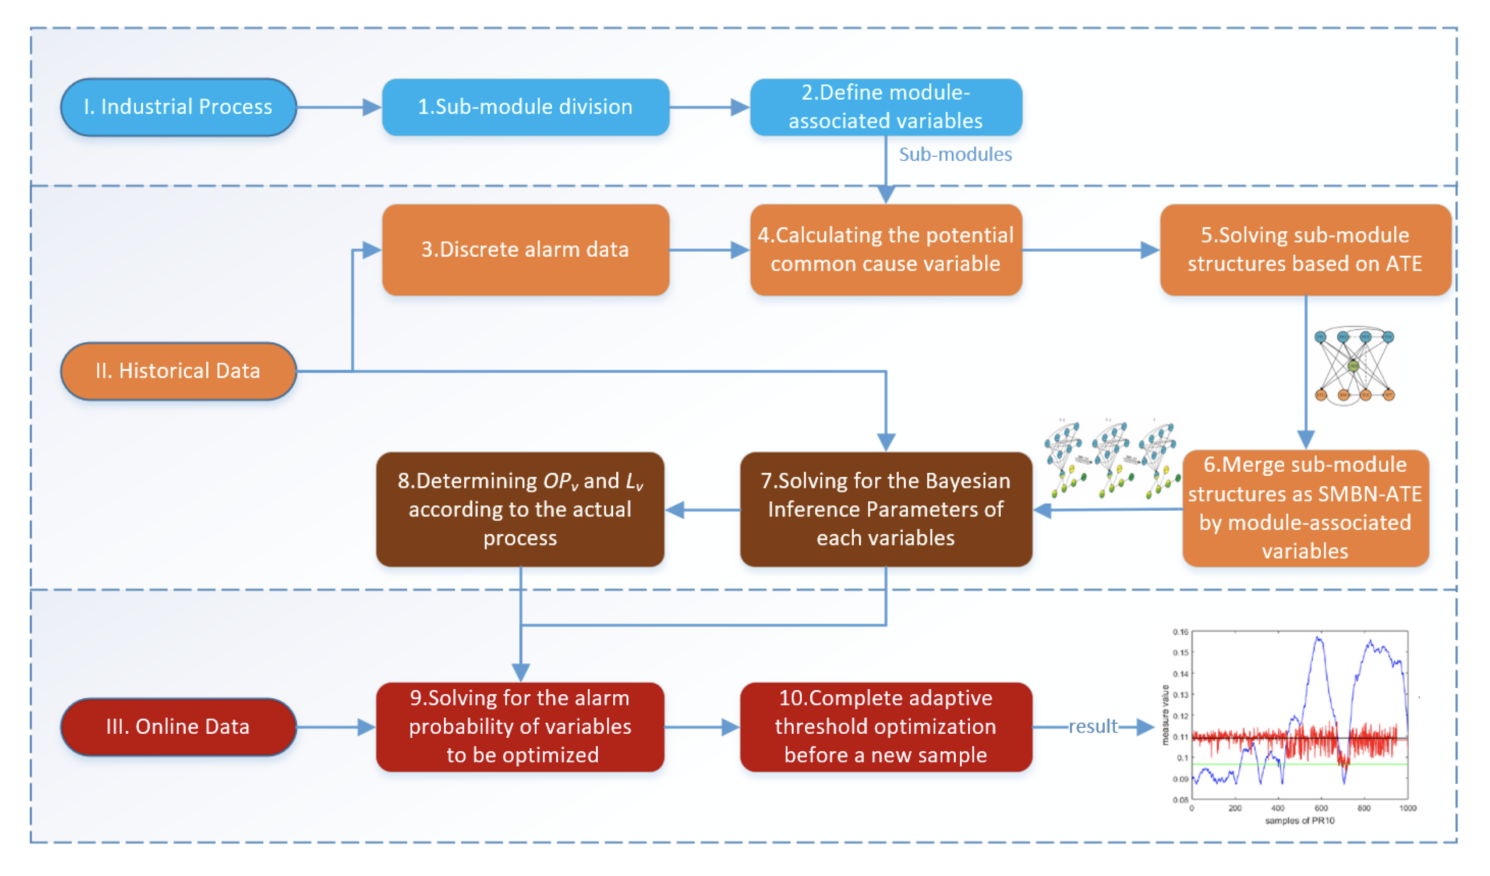 I. Industrial Process
1.Sub-module division
2.Define module-
associated variables
Sub-modules
3.Discrete alarm data
4.Calculating the potential
common cause variable
5.Solving sub-module
structures based on ATE
II. Historical Data
8.Determining OPv and Lv
according to the actual
process
7.Solving for the Bayesian
Inference Parameters of
each variables
6.Merge sub-module
structures as SMBN-ATE
by module-associated
variables
III. Online Data
9.Solving for the alarm
probability of variables
to be optimized
10.Complete adaptive
threshold optimization
before a new sample
result
measure value
0.16
0.15
0.14
0.13
0.12
0.11
0.1
0.09
0.08
0
200
400
600
800
1000
samples of PR10